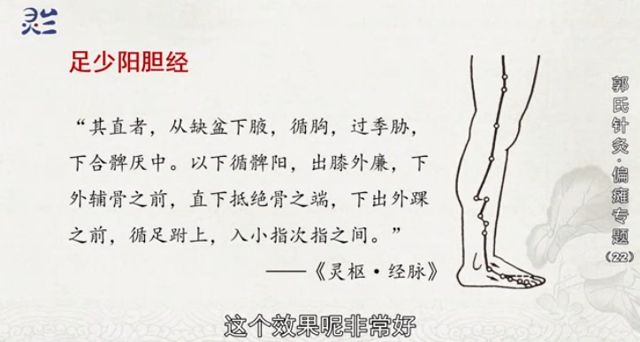 灵兰
足少阳胆经
“其直者，从缺盆下腋，循胸，过季胁，
下合髀厌中。以下循髀阳，出膝外廉，下
外辅骨之前，直下抵绝骨之端，下出外踝
之前，循足跗上，入小指次指之间。”
——《灵枢·经脉》
郭氏针灸·偏瘫专题（22）
这个效果呢非常好